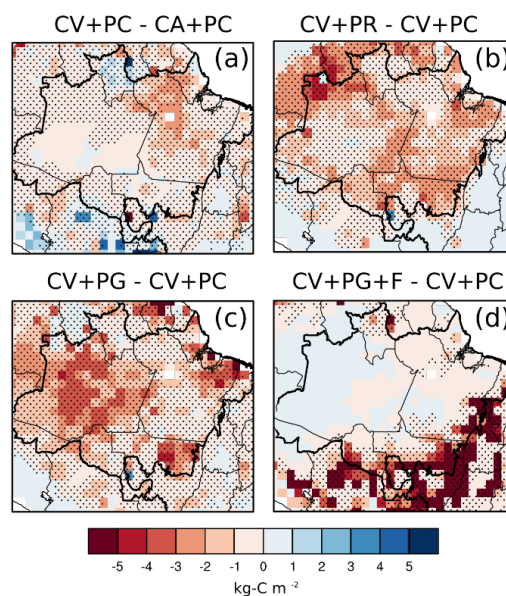 CV+PC - CA+PC
(a)
CV+PR - CV+PC
(b)
CV+PG - CV+PC
(c)
CV+PG+F - CV+PC
(d)
-5 -4 -3 -2 -1 0 1 2 3 4 5
kg-C m⁻²